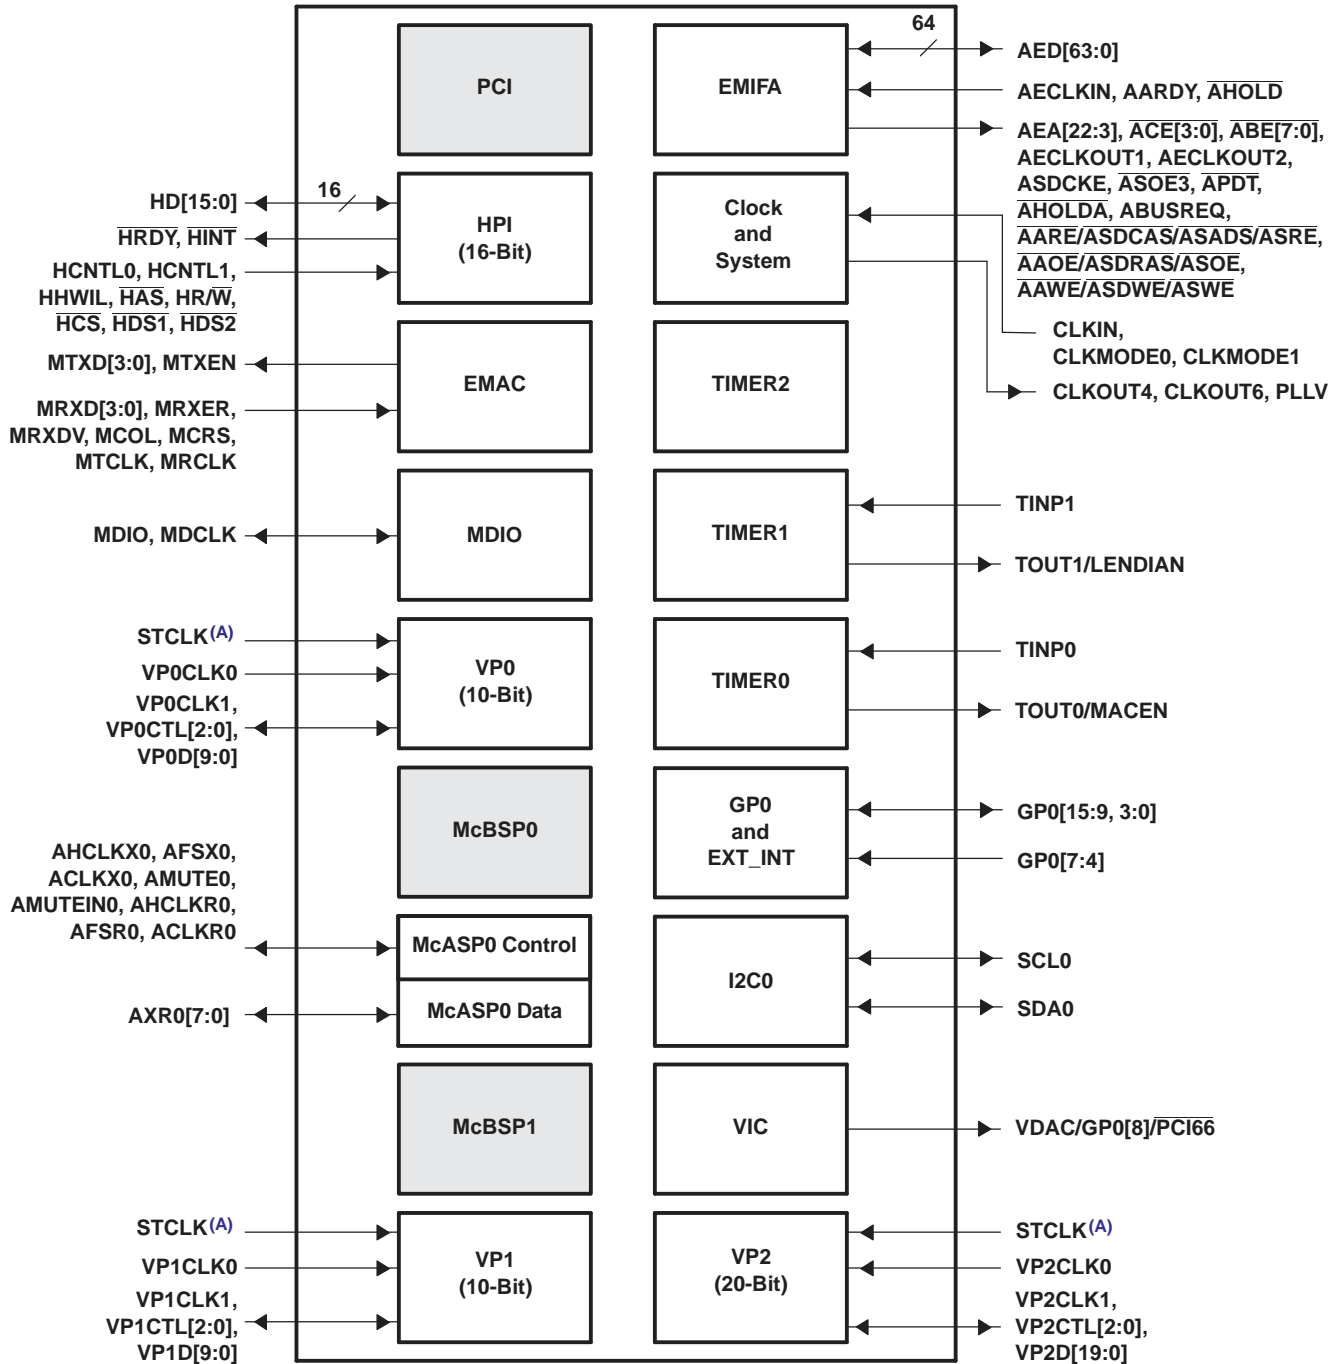 PCI
EMIFA
64
AED[63:0]
AECLKIN, AARDY, AHOLD
AEA[22:3], ACE[3:0], ABE[7:0],
AECLKOUT1, AECLKOUT2,
ASDCKE, ASOE3, APDT,
AHOLDA, ABUSREQ,
AARE/ASDCAS/ASADS/ASRE,
AAOE/ASDRAS/ASOE,
AAWE/ASDWE/ASWE
HD[15:0]
16
HRDY, HINT
HCNTL0, HCNTL1,
HHWIL, HAS, HR/W,
HCS, HDS1, HDS2
HPI
(16-Bit)
Clock
and
System
CLKIN,
CLKMODE0, CLKMODE1
CLKOUT4, CLKOUT6, PLLV
MTXD[3:0], MTXEN
MRXD[3:0], MRXER,
MRXDV, MCOL, MCRS,
MTCLK, MRCLK
EMAC
TIMER2
MDIO, MDCLK
MDIO
TIMER1
TINP1
TOUT1/LENDIAN
STCLK(A)
VP0CLK0
VP0CLK1,
VP0CTL[2:0],
VP0D[9:0]
VP0
(10-Bit)
TIMER0
TINP0
TOUT0/MACEN
McBSP0
GP0
and
EXT_INT
GP0[15:9, 3:0]
GP0[7:4]
AHCLKX0, AFSX0,
ACLKX0, AMUTE0,
AMUTEIN0, AHCLKR0,
AFSR0, ACLKR0
McASP0 Control
AXR0[7:0]
McASP0 Data
I2C0
SCL0
SDA0
McBSP1
VIC
VDAC/GP0[8]/PCI66
STCLK(A)
VP1CLK0
VP1CLK1,
VP1CTL[2:0],
VP1D[9:0]
VP1
(10-Bit)
VP2
(20-Bit)
STCLK(A)
VP2CLK0
VP2CLK1,
VP2CTL[2:0],
VP2D[19:0]